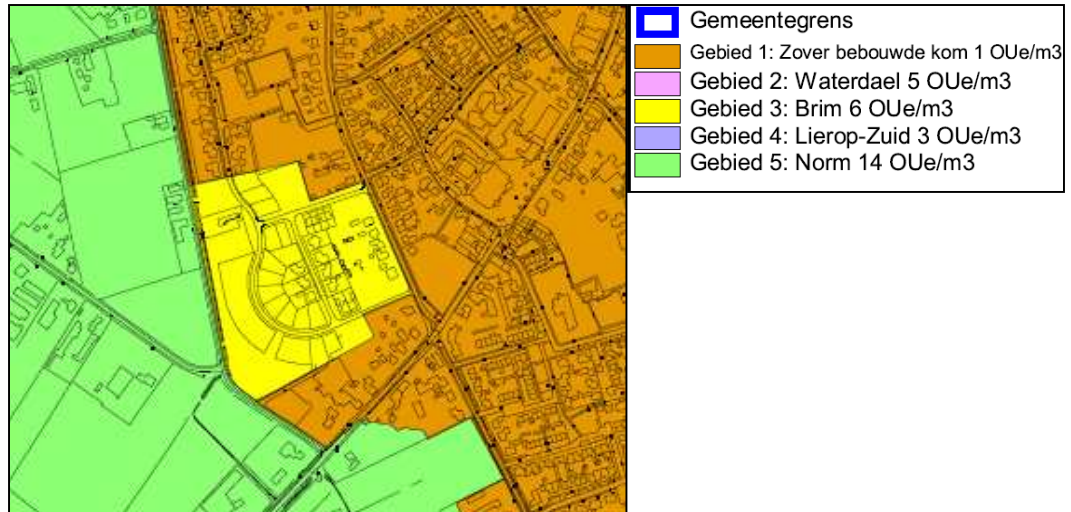 Gemeentegrens
Gebied 1: Zover bebouwde kom 1 OUe/m3
Gebied 2: Waterdael 5 OUe/m3
Gebied 3: Brim 6 OUe/m3
Gebied 4: Lierop-Zuid 3 OUe/m3
Gebied 5: Norm 14 OUe/m3